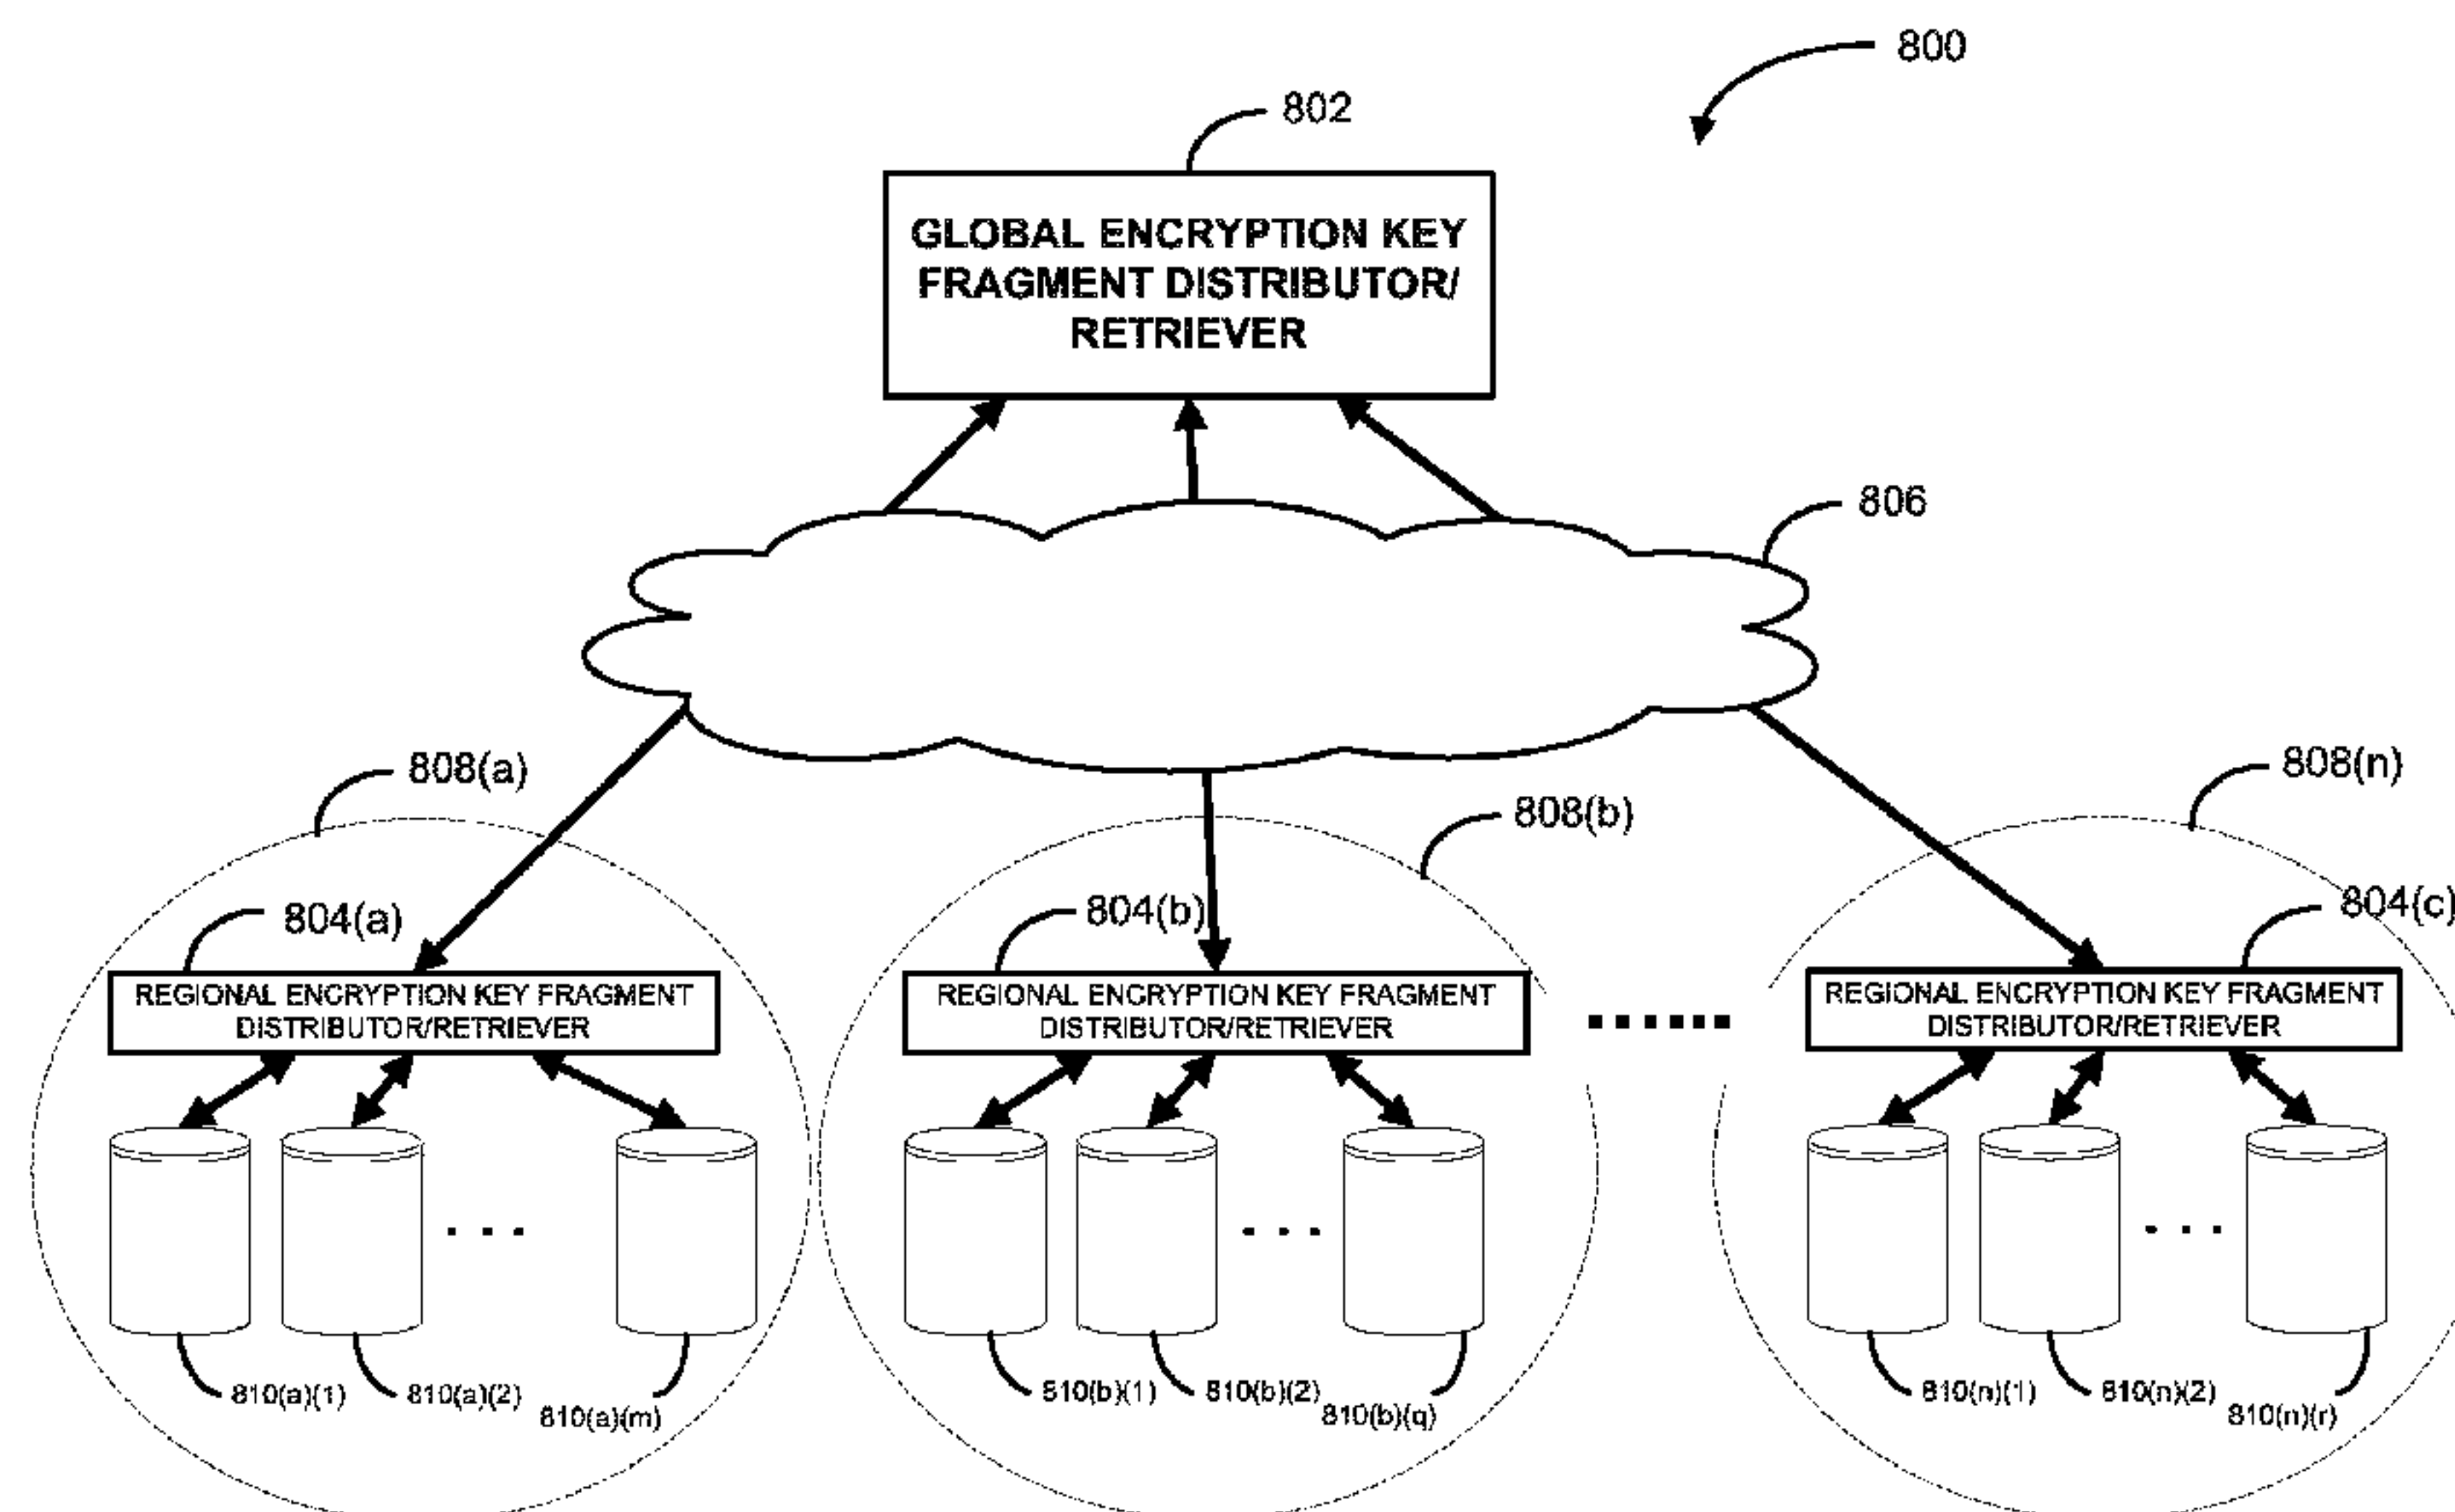 800
802
GLOBAL ENCRYPTION KEY
FRAGMENT DISTRIBUTOR/
RETRIEVER
806
808(a)
808(b)
808(n)
804(a)
804(b)
804(c)
REGIONAL ENCRYPTION KEY FRAGMENT
DISTRIBUTOR/RETRIEVER
REGIONAL ENCRYPTION KEY FRAGMENT
DISTRIBUTOR/RETRIEVER
REGIONAL ENCRYPTION KEY FRAGMENT
DISTRIBUTOR/RETRIEVER
810(a)(1)
810(a)(2)
810(a)(m)
810(b)(1)
810(b)(2)
810(b)(q)
810(n)(1)
810(n)(2)
810(n)(r)